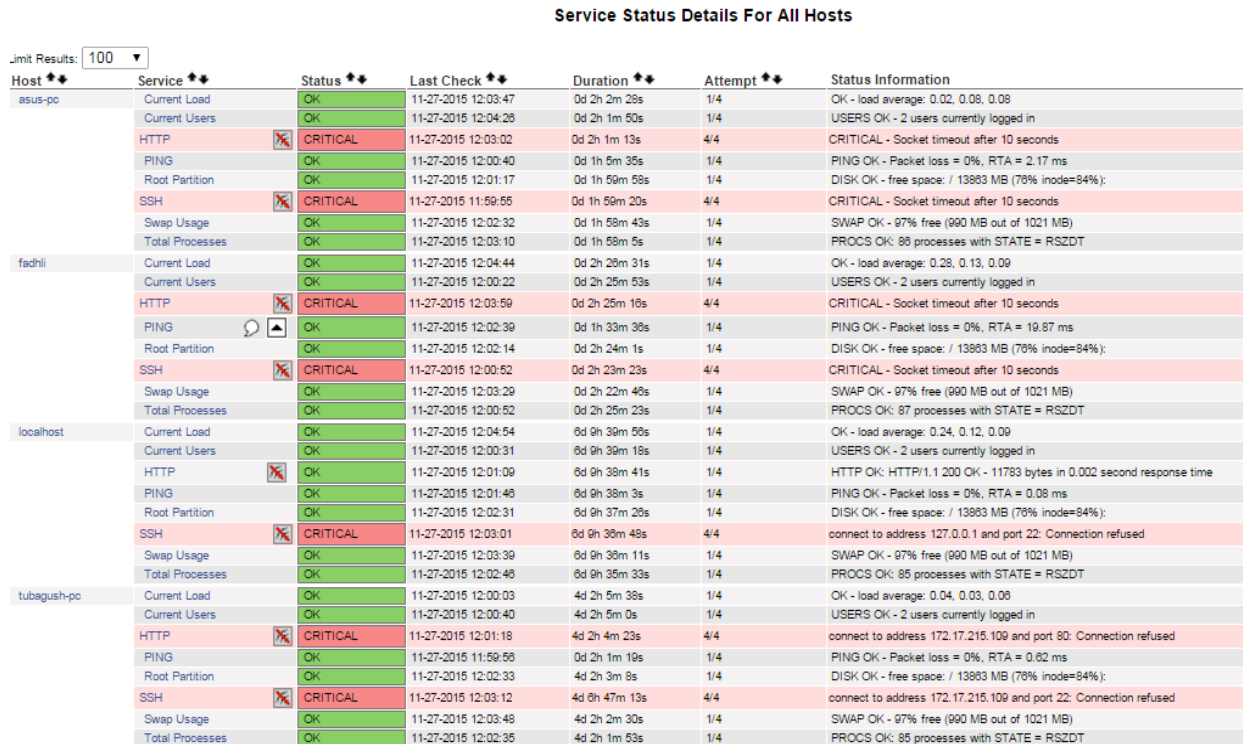 Service Status Details For All Hosts
Limit Results: 100
Host Service Status Last Check Duration Attempt Status Information
asus-pc Current Load OK 11-27-2015 12:03:47 0d 2h 2m 28s 1/4 OK - load average: 0.02, 0.08, 0.08
Current Users OK 11-27-2015 12:04:26 0d 2h 1m 50s 1/4 USERS OK - 2 users currently logged in
HTTP CRITICAL 11-27-2015 12:03:02 0d 2h 1m 13s 4/4 CRITICAL - Socket timeout after 10 seconds
PING OK 11-27-2015 12:00:40 0d 1h 5m 35s 1/4 PING OK - Packet loss = 0%, RTA = 2.17 ms
Root Partition OK 11-27-2015 12:01:17 0d 1h 59m 58s 1/4 DISK OK - free space: / 13863 MB (76% inode=84%):
SSH CRITICAL 11-27-2015 11:59:55 0d 1h 59m 20s 4/4 CRITICAL - Socket timeout after 10 seconds
Swap Usage OK 11-27-2015 12:02:32 0d 1h 58m 43s 1/4 SWAP OK - 97% free (990 MB out of 1021 MB)
Total Processes OK 11-27-2015 12:03:10 0d 1h 58m 5s 1/4 PROCS OK: 86 processes with STATE = RSZDT
fadhli Current Load OK 11-27-2015 12:04:44 0d 2h 26m 31s 1/4 OK - load average: 0.28, 0.13, 0.09
Current Users OK 11-27-2015 12:00:22 0d 2h 25m 53s 1/4 USERS OK - 2 users currently logged in
HTTP CRITICAL 11-27-2015 12:03:59 0d 2h 25m 16s 4/4 CRITICAL - Socket timeout after 10 seconds
PING OK 11-27-2015 12:02:39 0d 1h 33m 36s 1/4 PING OK - Packet loss = 0%, RTA = 19.87 ms
Root Partition OK 11-27-2015 12:02:14 0d 2h 24m 1s 1/4 DISK OK - free space: / 13863 MB (76% inode=84%):
SSH CRITICAL 11-27-2015 12:00:52 0d 2h 23m 23s 4/4 CRITICAL - Socket timeout after 10 seconds
Swap Usage OK 11-27-2015 12:03:29 0d 2h 22m 46s 1/4 SWAP OK - 97% free (990 MB out of 1021 MB)
Total Processes OK 11-27-2015 12:00:52 0d 2h 25m 23s 1/4 PROCS OK: 87 processes with STATE = RSZDT
localhost Current Load OK 11-27-2015 12:04:54 6d 9h 39m 56s 1/4 OK - load average: 0.24, 0.12, 0.09
Current Users OK 11-27-2015 12:00:31 6d 9h 39m 18s 1/4 USERS OK - 2 users currently logged in
HTTP OK 11-27-2015 12:01:09 6d 9h 38m 41s 1/4 HTTP OK: HTTP/1.1 200 OK - 11783 bytes in 0.002 second response time
PING OK 11-27-2015 12:01:46 6d 9h 38m 3s 1/4 PING OK - Packet loss = 0%, RTA = 0.08 ms
Root Partition OK 11-27-2015 12:02:31 6d 9h 37m 26s 1/4 DISK OK - free space: / 13863 MB (76% inode=84%):
SSH CRITICAL 11-27-2015 12:03:01 6d 9h 36m 48s 4/4 connect to address 127.0.0.1 and port 22: Connection refused
Swap Usage OK 11-27-2015 12:03:39 6d 9h 36m 11s 1/4 SWAP OK - 97% free (990 MB out of 1021 MB)
Total Processes OK 11-27-2015 12:02:46 6d 9h 35m 33s 1/4 PROCS OK: 85 processes with STATE = RSZDT
tubagush-pc Current Load OK 11-27-2015 12:00:03 4d 2h 5m 38s 1/4 OK - load average: 0.04, 0.03, 0.06
Current Users OK 11-27-2015 12:00:40 4d 2h 5m 0s 1/4 USERS OK - 2 users currently logged in
HTTP CRITICAL 11-27-2015 12:01:18 4d 2h 4m 23s 4/4 connect to address 172.17.215.109 and port 80: Connection refused
PING OK 11-27-2015 11:59:56 0d 2h 1m 19s 1/4 PING OK - Packet loss = 0%, RTA = 0.62 ms
Root Partition OK 11-27-2015 12:02:33 4d 2h 3m 8s 1/4 DISK OK - free space: / 13863 MB (76% inode=84%):
SSH CRITICAL 11-27-2015 12:03:12 4d 6h 47m 13s 4/4 connect to address 172.17.215.109 and port 22: Connection refused
Swap Usage OK 11-27-2015 12:03:48 4d 2h 2m 30s 1/4 SWAP OK - 97% free (990 MB out of 1021 MB)
Total Processes OK 11-27-2015 12:02:35 4d 2h 1m 53s 1/4 PROCS OK: 85 processes with STATE = RSZDT